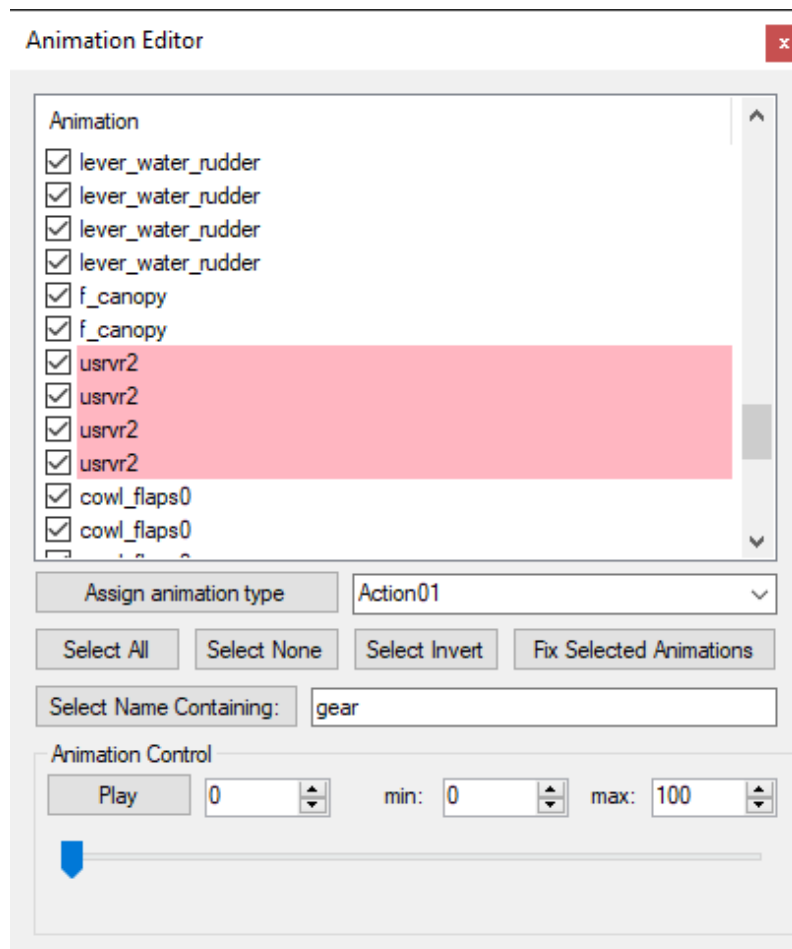 Animation Editor
x
Animation
lever_water_rudder
lever_water_rudder
lever_water_rudder
lever_water_rudder
f_canopy
f_canopy
usrvr2
usrvr2
usrvr2
usrvr2
cowl_flaps0
cowl_flaps0
Assign animation type Action01
Select All Select None Select Invert Fix Selected Animations
Select Name Containing: gear
Animation Control
Play 0 min: 0 max: 100